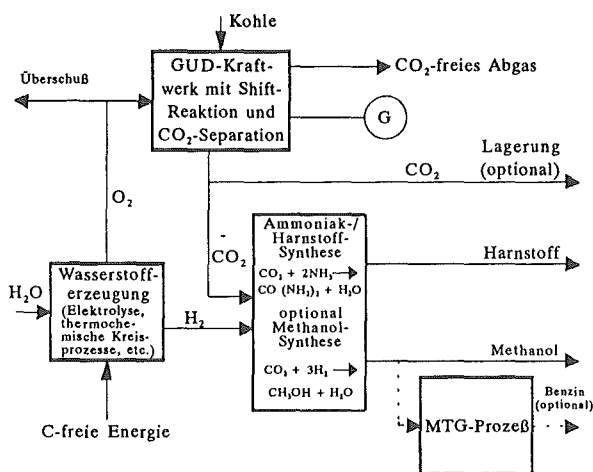 Kohle
GUD-Kraft-
werk mit Shift-
Reaktion und
CO₂-Separation
CO₂-freies Abgas
Überschuß
G
Lagerung
(optional)
CO₂
O₂
CO₂
Ammoniak-/
Harnstoff-
Synthese
CO₂ + 2NH₃
CO (NH₂)₂ + H₂O
optional
Methanol-
Synthese
CO₂ + 3H₂
CH₃OH + H₂O
Harnstoff
H₂O
Wasserstoff-
erzeugung
(Elektrolyse,
thermoche-
mische Kreis-
prozesse, etc.)
H₂
Methanol
C-freie Energie
MTG-Prozeß
Benzin
(optional)